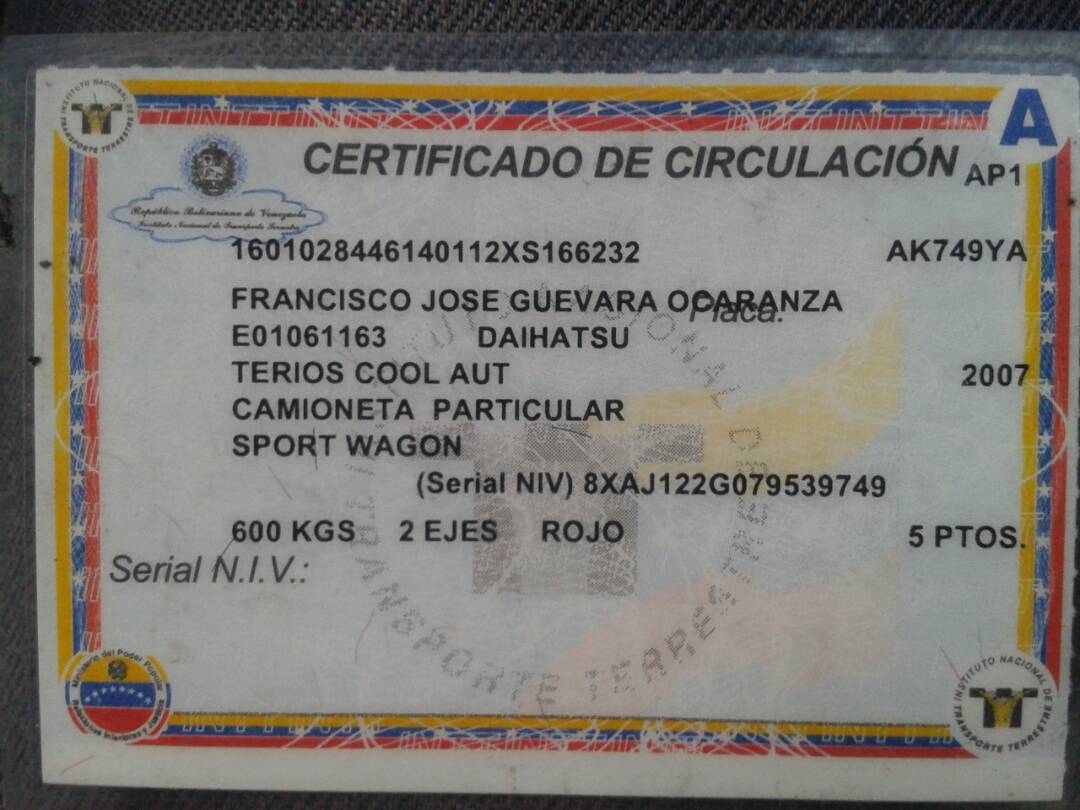 INSTITUTO NACIONAL DE TRANSPORTE TERRESTRE
A
CERTIFICADO DE CIRCULACIÓN
AP1
República Bolivariana de Venezuela
Instituto Nacional de Transporte Terrestre
1601028446140112XS166232 AK749YA
FRANCISCO JOSE GUEVARA OCARANZA
Placa:
E01061163 DAIHATSU
TERIOS COOL AUT 2007
CAMIONETA PARTICULAR
SPORT WAGON
(Serial NIV) 8XAJ122G079539749
600 KGS 2 EJES ROJO 5 PTOS.
Serial N.I.V.:
INSTITUTO NACIONAL DE TRANSPORTE TERRESTRE
Ministerio del Poder Popular
Relaciones Interiores y Justicia
INSTITUTO NACIONAL DE TRANSPORTE TERRESTRE